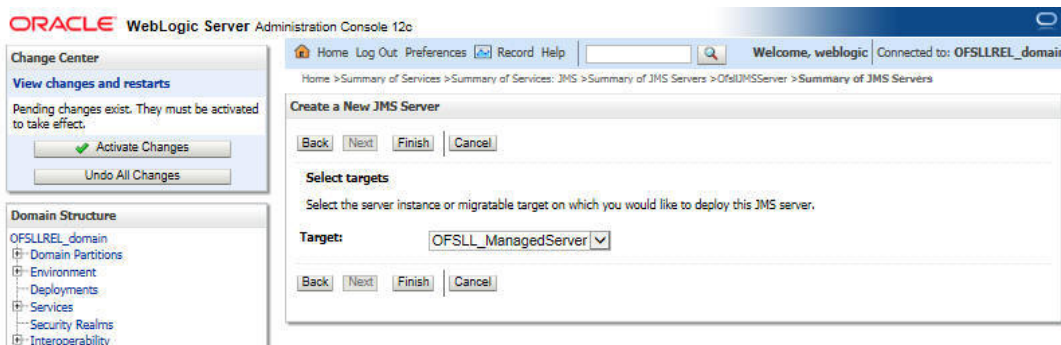 ORACLE WebLogic Server Administration Console 12c
Change Center
View changes and restarts
Pending changes exist. They must be activated
to take effect.
Activate Changes
Undo All Changes
Domain Structure
OFSLLREL_domain
Domain Partitions
Environment
Deployments
Services
Security Realms
Interoperability
Home Log Out Preferences Record Help
Welcome, weblogic Connected to: OFSLLREL_domain
Home >Summary of Services >Summary of Services: JMS >Summary of JMS Servers >OfsllJMSServer >Summary of JMS Servers
Create a New JMS Server
Back Next Finish Cancel
Select targets
Select the server instance or migratable target on which you would like to deploy this JMS server.
Target: OFSLL_ManagedServer
Back Next Finish Cancel